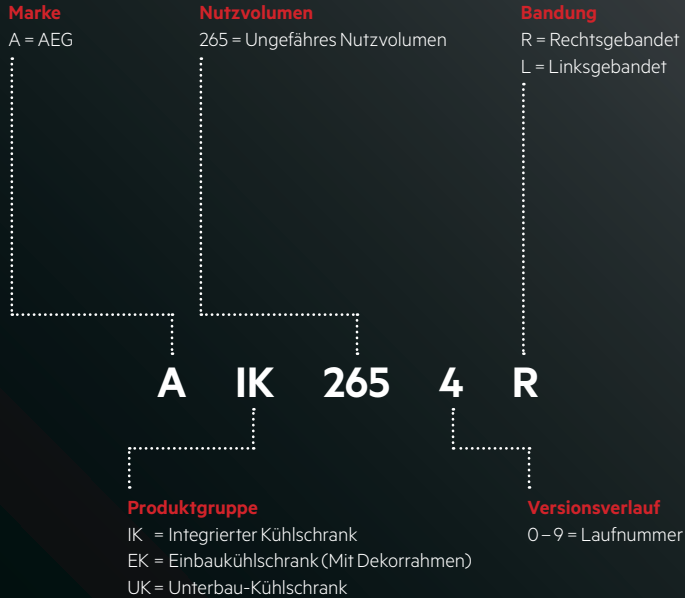 Marke
A = AEG
Nutzvolumen
265 = Ungefähres Nutzvolumen
Bandung
R = Rechtsgebandet
L = Linksgebandet
A IK 265 4 R
Produktgruppe
IK = Integrierter Kühlschrank
EK = Einbaukühlschrank (Mit Dekorrahmen)
UK = Unterbau-Kühlschrank
Versionsverlauf
0 – 9 = Laufnummer